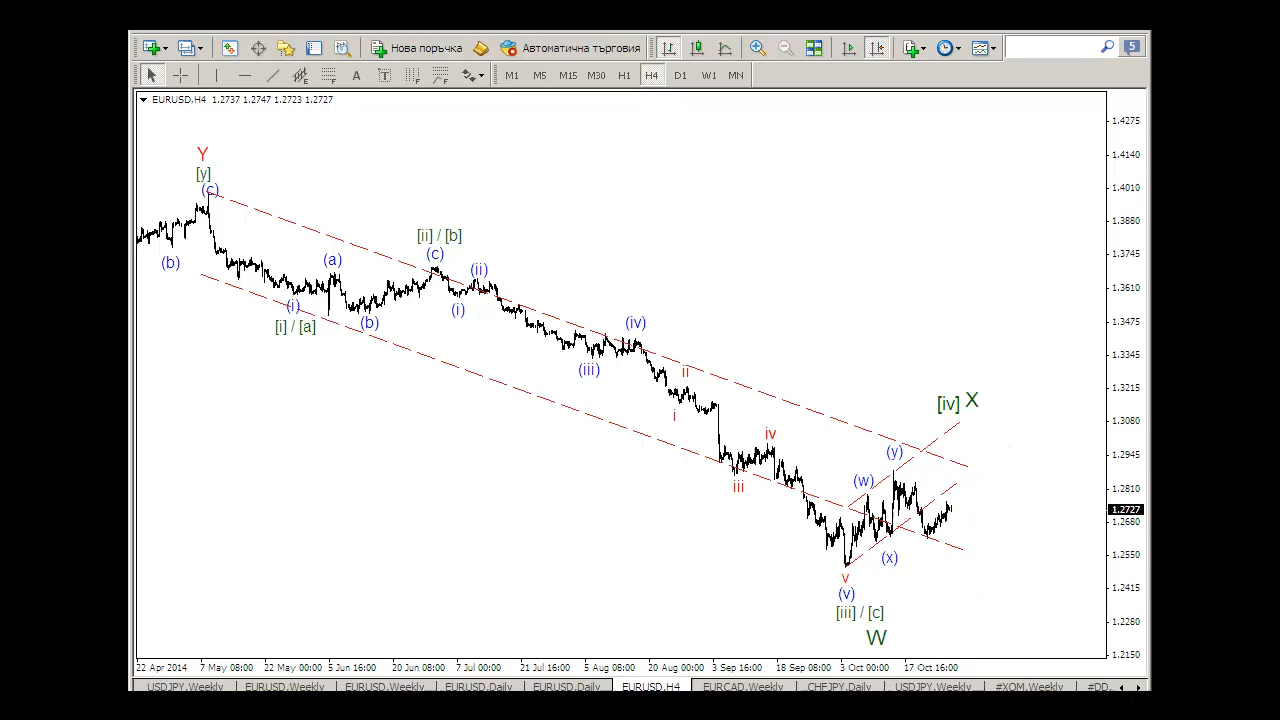 Нова поръчка Автоматична търговия 5
A T F M1 M5 M15 M30 H1 H4 D1 W1 MN
EURUSD,H4 1.2737 1.2747 1.2723 1.2727
1.4275
Y
1.4140
[y]
(c)
1.4010
1.3880
[ii] / [b]
(b)
(a)
(c)
1.3745
(ii)
1.3610
(i)
(i)
[i] / [a]
(b)
(iv)
1.3475
1.3345
(iii)
ii
1.3215
[iv] X
i
1.3080
iv
(y)
1.2945
iii
(w)
1.2810
1.2727
1.2680
(x)
1.2550
v
(v)
1.2415
[iii] / [c]
1.2280
W
1.2150
22 Apr 2014 7 May 08:00 22 May 00:00 5 Jun 16:00 20 Jun 08:00 7 Jul 00:00 21 Jul 16:00 5 Aug 08:00 20 Aug 00:00 3 Sep 16:00 18 Sep 08:00 3 Oct 00:00 17 Oct 16:00
USDJPY,Weekly EURUSD,Weekly EURUSD,Weekly EURUSD,Daily EURUSD,Daily EURUSD,H4 EURCAD,Weekly CHFJPY,Daily USDJPY,Weekly #XOM,Weekly #DD,